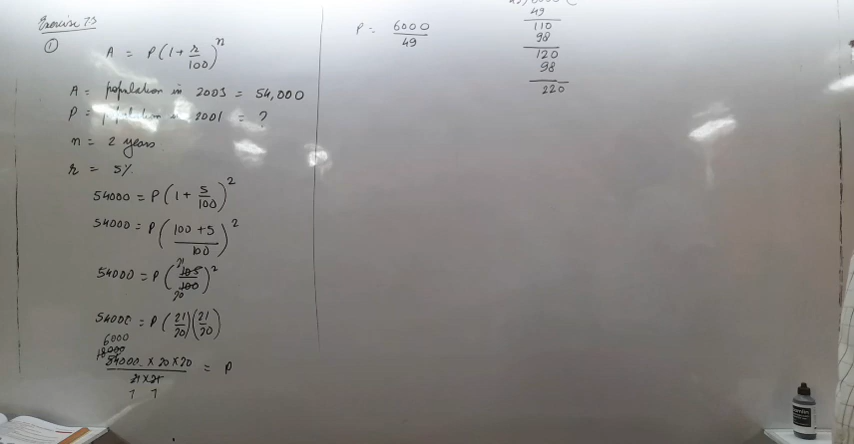 Exercise 7.3
①
A = P(1 + r/100)^n
A = population in 2003 = 54,000
P = population in 2001 = ?
n = 2 years
r = 5%
54000 = P(1 + 5/100)^2
54000 = P(100 + 5/100)^2
54000 = P(105/100)^2
21
20
54000 = P(21/20)(21/20)
6000
18000
54000 × 20 × 20 / 21 × 21 = P
7 7
P = 6000/49
49
110
98
120
98
220